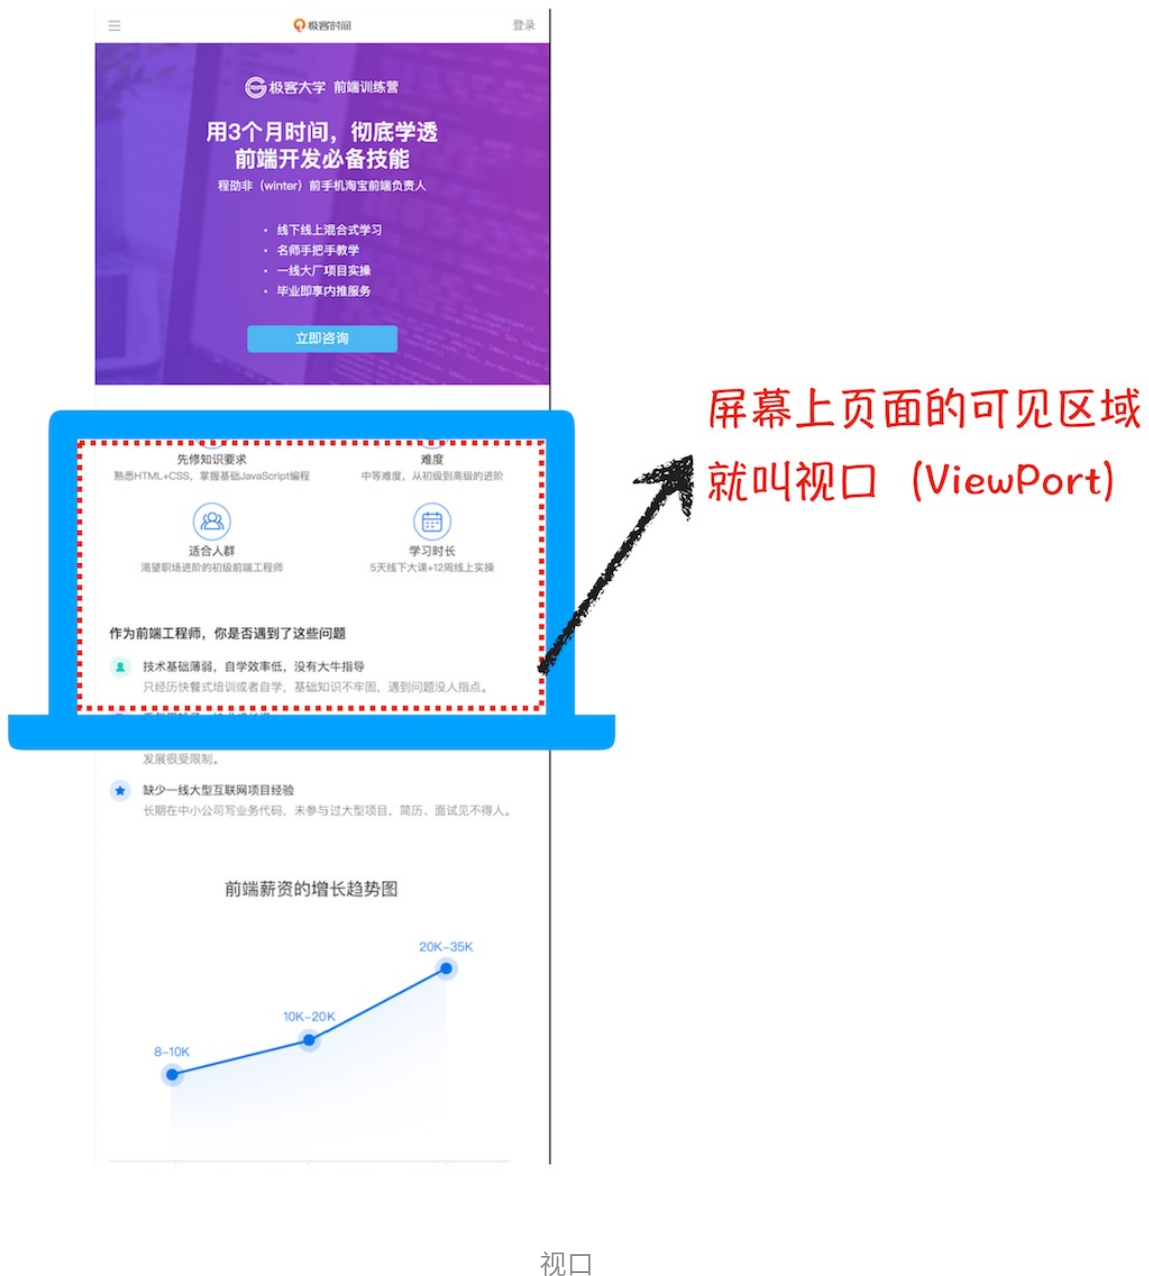 极客时间
登录
极客大学 前端训练营
用3个月时间，彻底学透
前端开发必备技能
程劭非（winter）前手机淘宝前端负责人
· 线下线上混合式学习
· 名师手把手教学
· 一线大厂项目实操
· 毕业即享内推服务
立即咨询
屏幕上页面的可见区域
就叫视口（ViewPort）
先修知识要求
难度
熟悉HTML+CSS，掌握基础JavaScript编程
中等难度，从初级到高级的进阶
适合人群
学习时长
渴望职场进阶的初级前端工程师
5天线下大课+12周线上实操
作为前端工程师，你是否遇到了这些问题
技术基础薄弱，自学效率低，没有大牛指导
只经历快餐式培训或者自学，基础知识不牢固，遇到问题没人指点。
发展很受限制。
缺少一线大型互联网项目经验
长期在中小公司写业务代码，未参与过大型项目，简历、面试见不得人。
前端薪资的增长趋势图
20K-35K
10K-20K
8-10K
视口